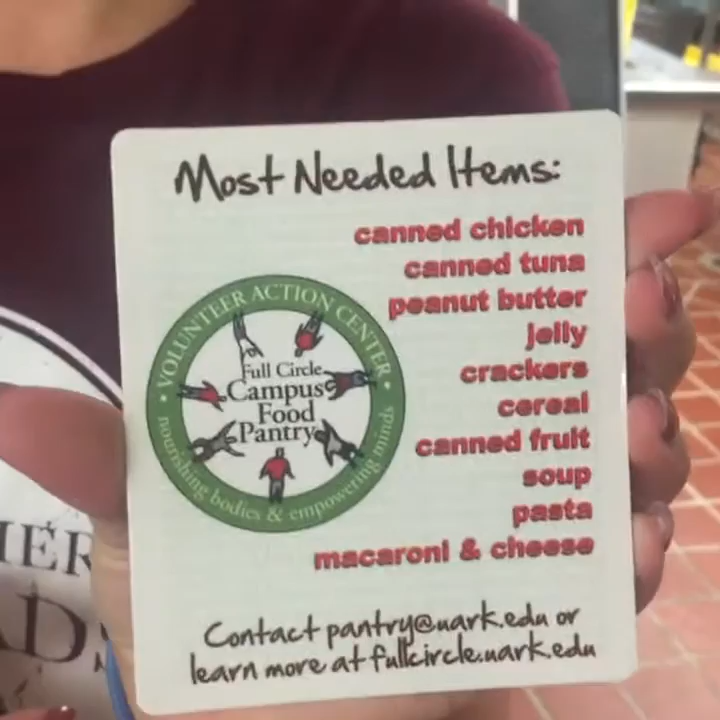 Most Needed Items:
canned chicken
canned tuna
peanut butter
jelly
crackers
cereal
canned fruit
soup
pasta
macaroni & cheese
VOLUNTEER ACTION CENTER
Full Circle
Campus
Food
Pantry
nourishing bodies & empowering minds
Contact pantry@uark.edu or
learn more at fullcircle.uark.edu